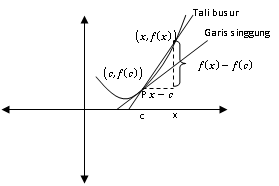 Tali busur
(x, f(x))
Garis singgung
(c, f(c))
f(x) − f(c)
P
x − c
c
x